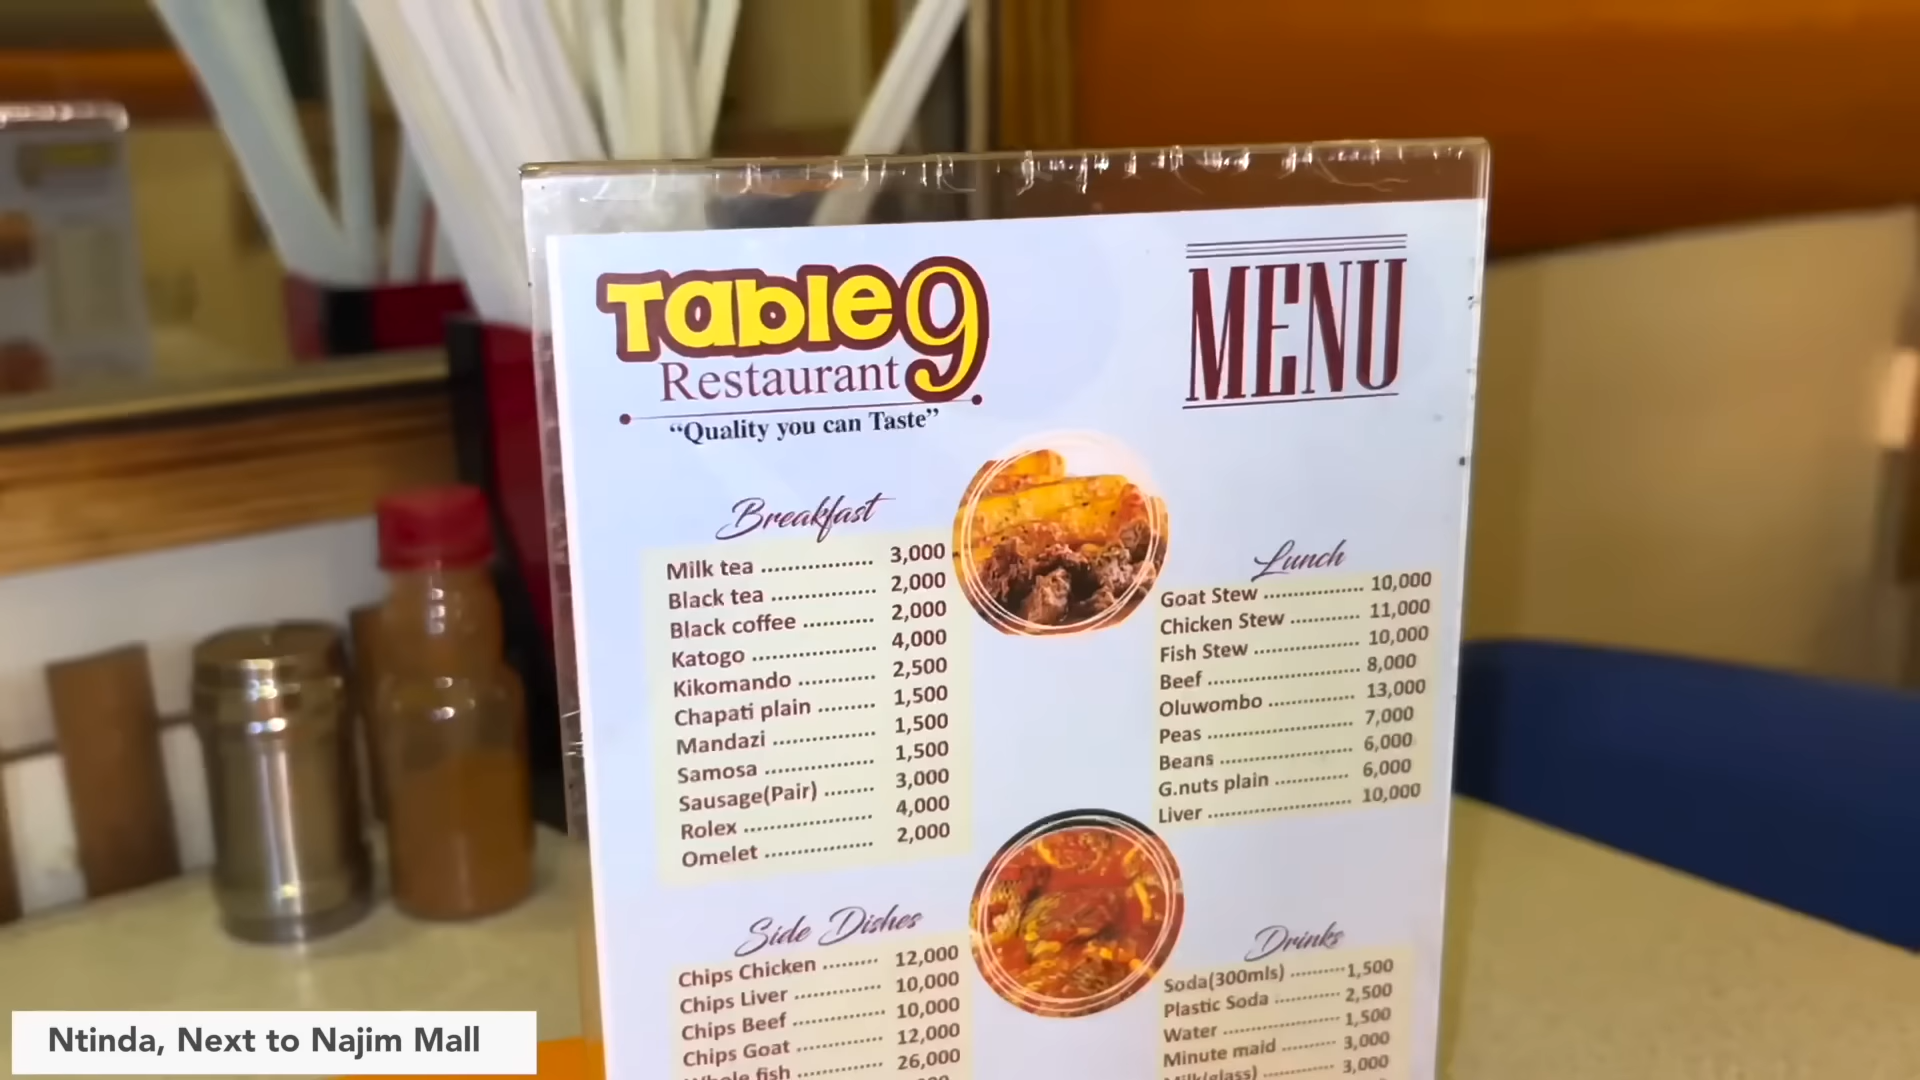 Table 9
Restaurant
“Quality you can Taste”
MENU
Breakfast
Milk tea ................. 3,000
Black tea ................ 2,000
Black coffee ........... 2,000
Katogo ................... 4,000
Kikomando ............ 2,500
Chapati plain ......... 1,500
Mandazi ................ 1,500
Samosa ................. 1,500
Sausage(Pair) ........ 3,000
Rolex .................... 4,000
Omelet ................. 2,000
Lunch
Goat Stew .................. 10,000
Chicken Stew ............ 11,000
Fish Stew .................. 10,000
Beef .......................... 8,000
Oluwombo ............... 13,000
Peas .......................... 7,000
Beans ....................... 6,000
G.nuts plain ............. 6,000
Liver ......................... 10,000
Side Dishes
Chips Chicken ......... 12,000
Chips Liver .............. 10,000
Chips Beef .............. 10,000
Chips Goat .............. 12,000
Whole fish ............... 26,000
Drinks
Soda(300mls) .......... 1,500
Plastic Soda ............ 2,500
Water ..................... 1,500
Minute maid .......... 3,000
Milk(glass) ............. 3,000
Ntinda, Next to Najim Mall